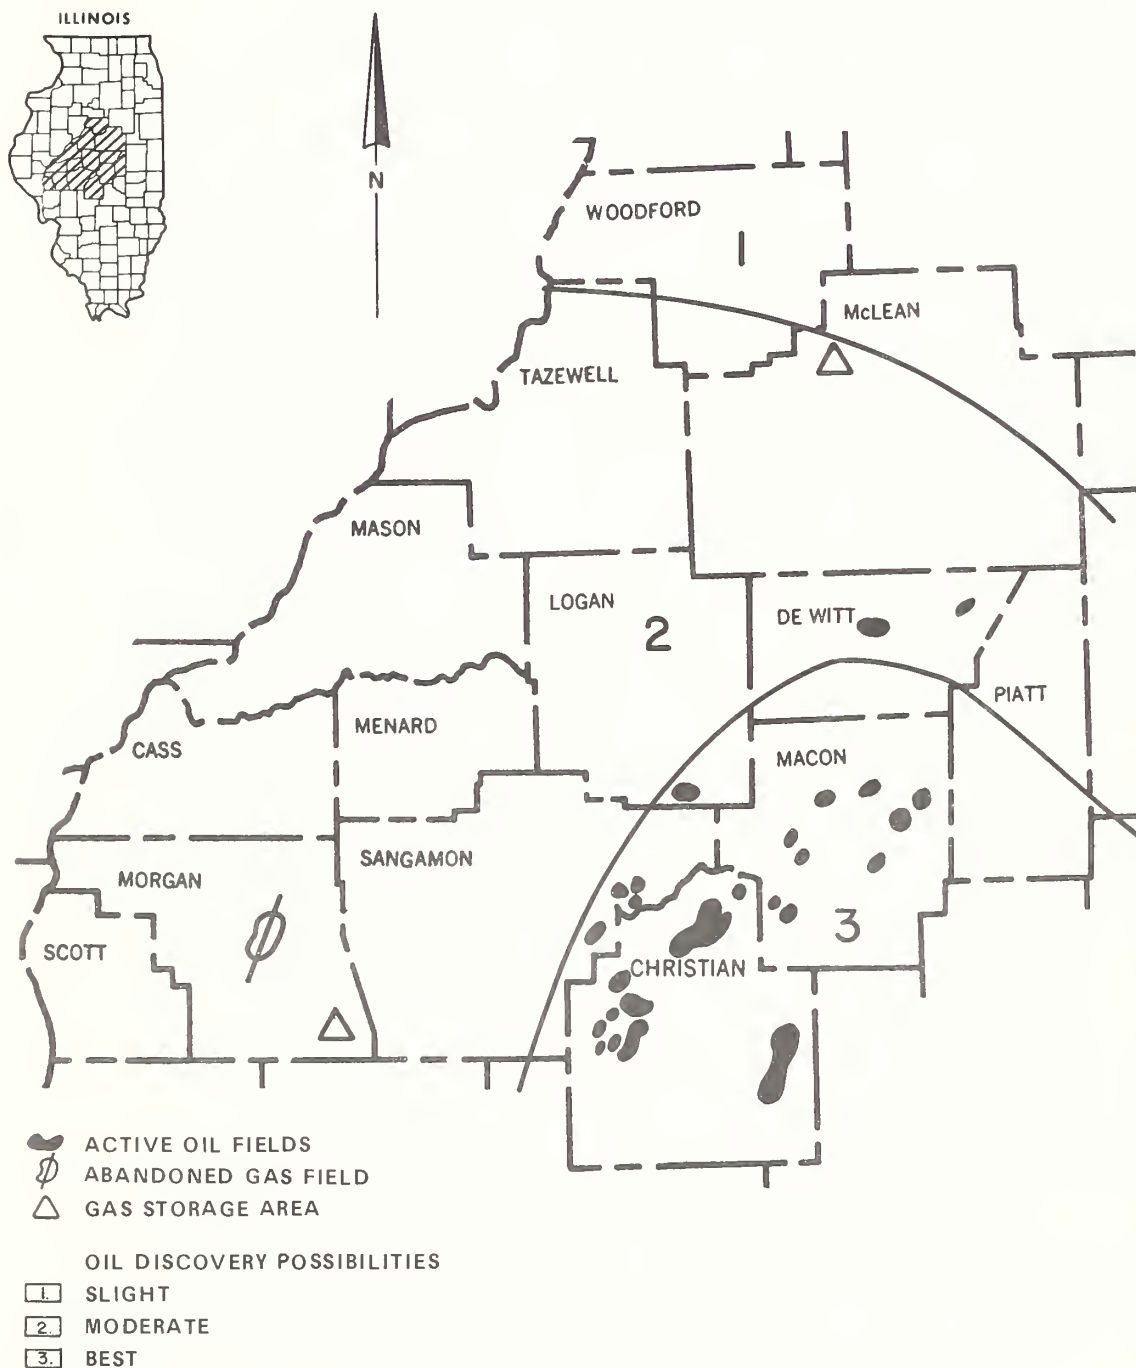 ILLINOIS
N
WOODFORD
1
McLEAN
TAZEWELL
MASON
LOGAN
2
DE WITT
PIATT
MENARD
CASS
MACON
SANGAMON
MORGAN
3
SCOTT
CHRISTIAN
ACTIVE OIL FIELDS
ABANDONED GAS FIELD
GAS STORAGE AREA
OIL DISCOVERY POSSIBILITIES
1. SLIGHT
2. MODERATE
3. BEST